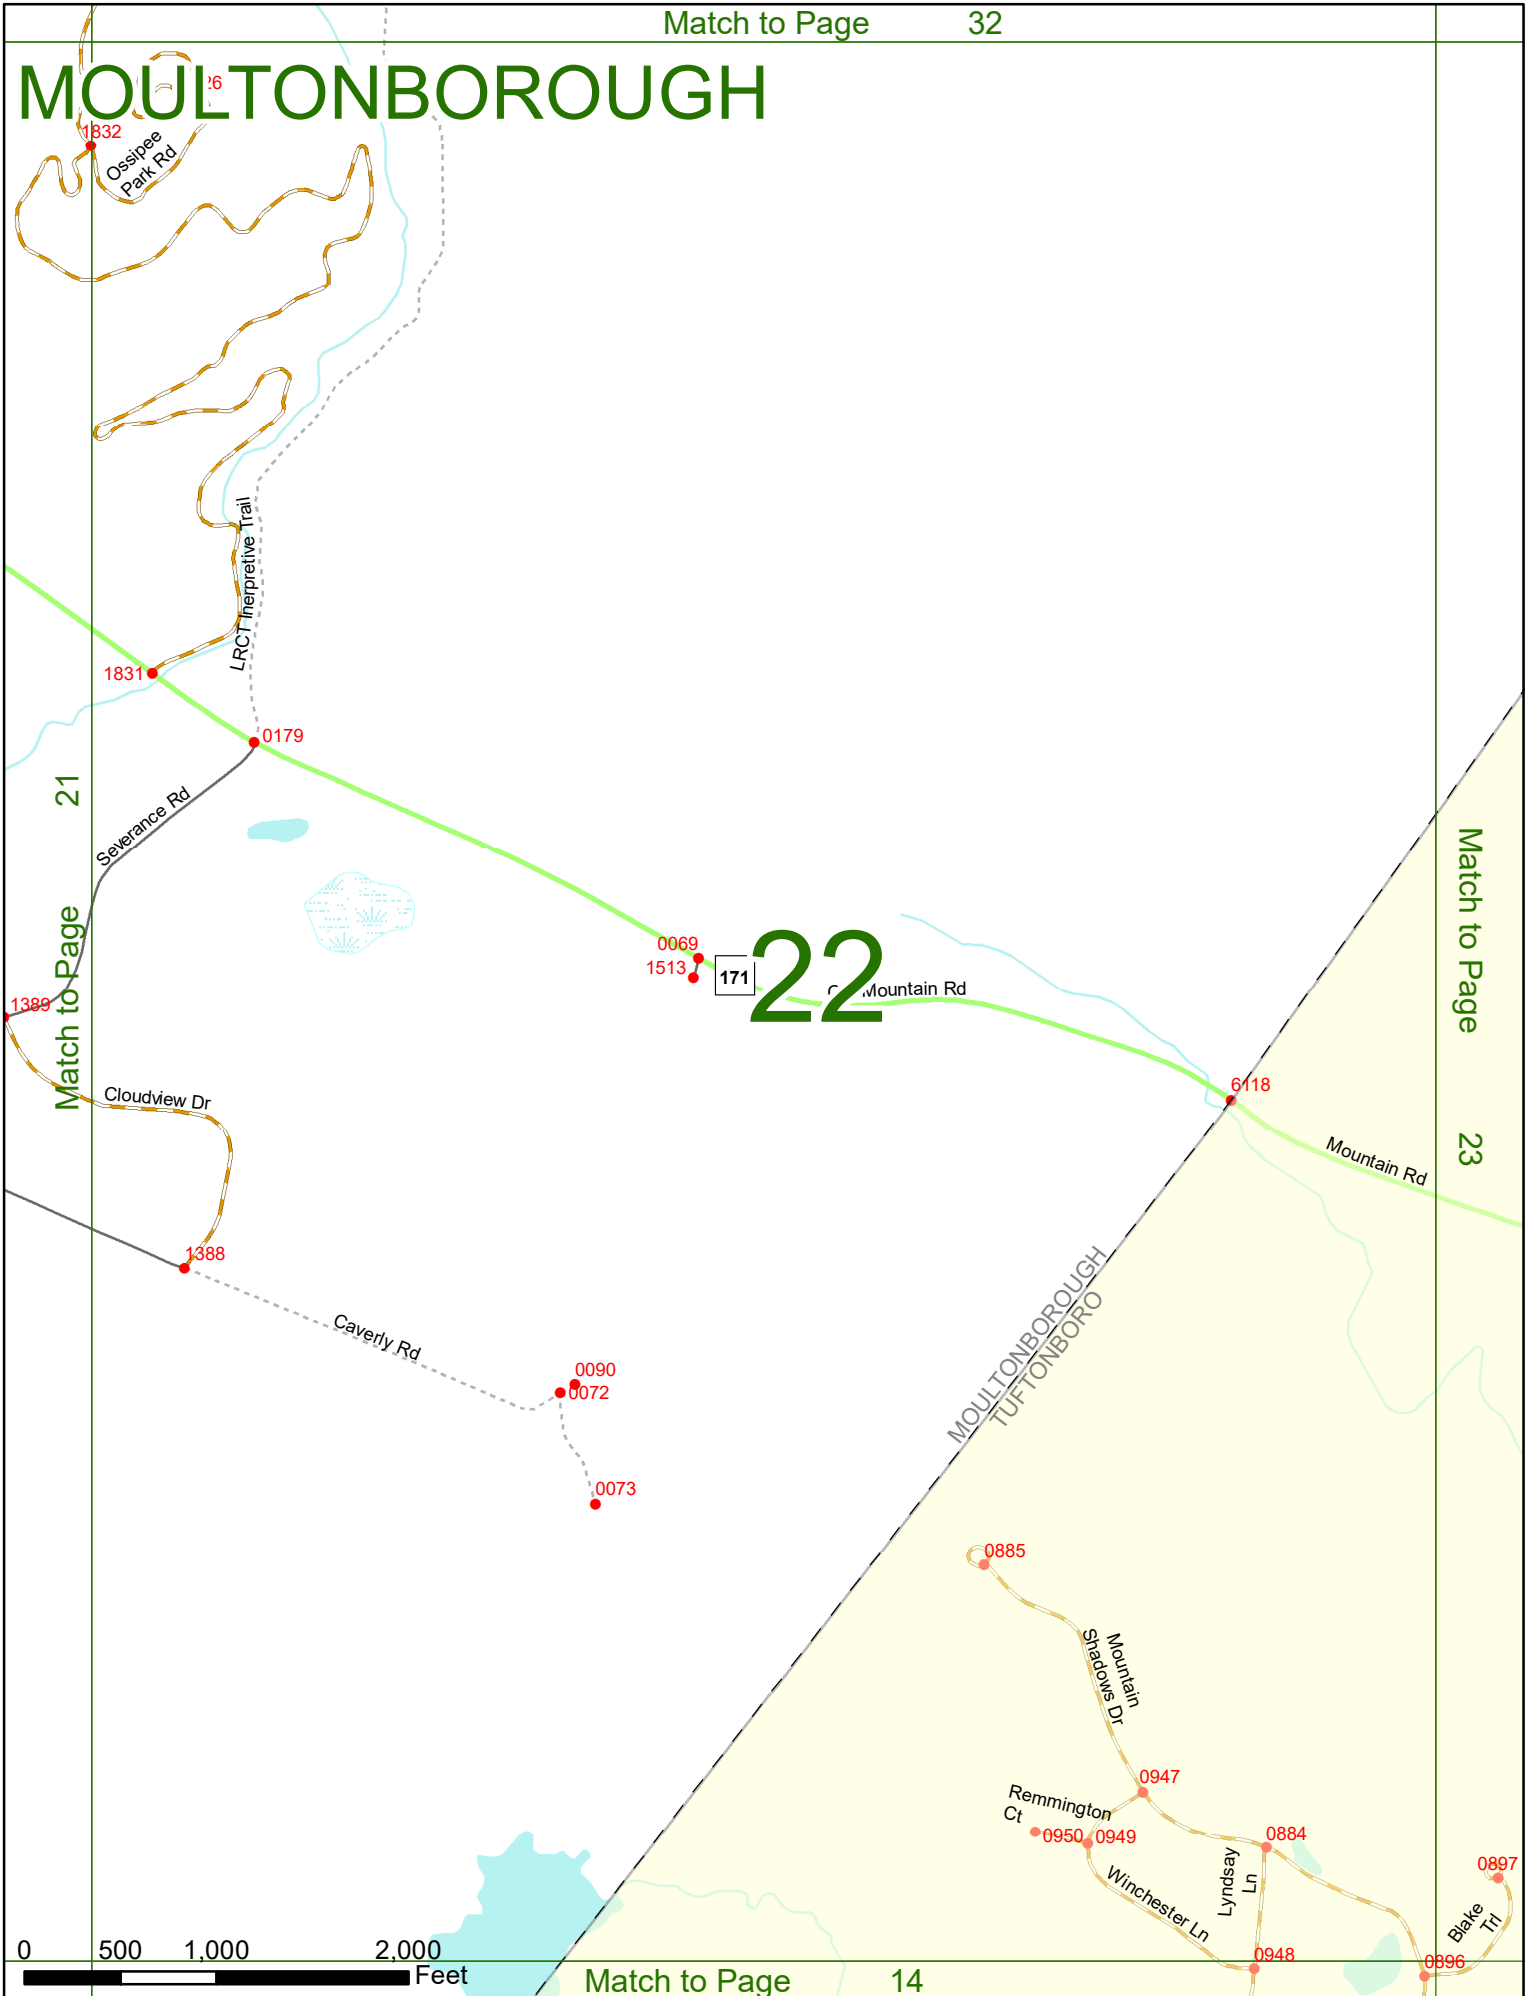 Match to Page 32
MOULTONBOROUGH
26
1832
Ossipee
Park Rd
LRCT Inerpretive Trail
1831
0179
21
Match to Page
Severance Rd
Match to Page
23
0069
1513
171
22
Mountain Rd
1389
Cloudview Dr
6118
Mountain Rd
1388
Caverly Rd
MOULTONBOROUGH
TUFTONBORO
0090
0072
0073
0885
Mountain
Shadows Dr
0947
Remmington
Ct
0950
0949
0884
0897
Lyndsay
Ln
Winchester Ln
Blake
Trl
0948
0896
0 500 1,000 2,000
Feet
Match to Page 14